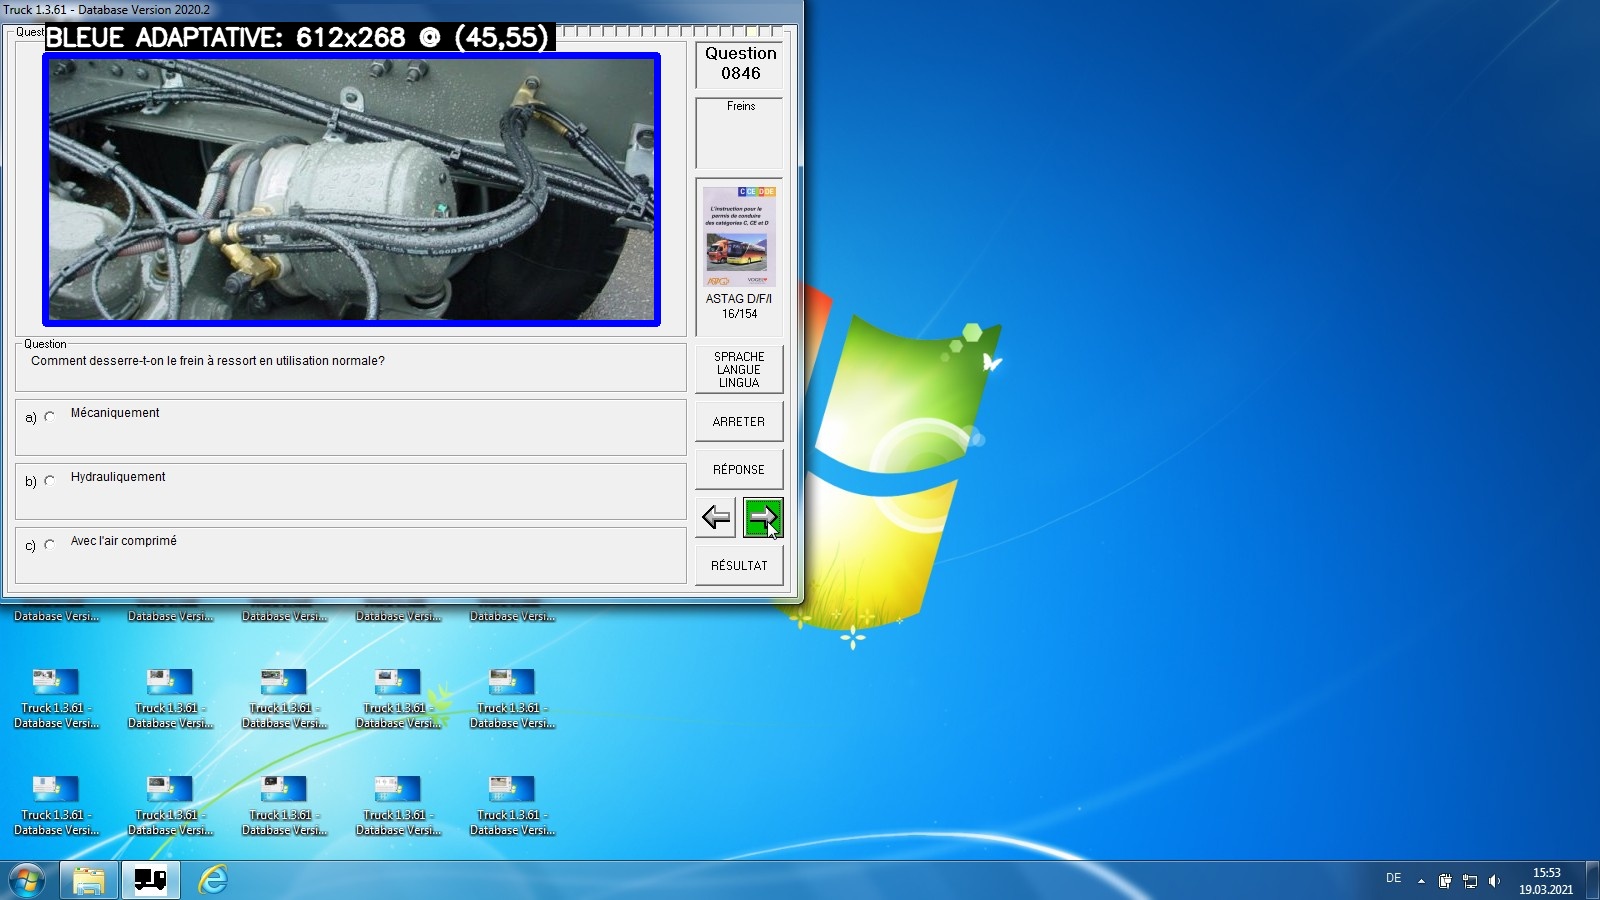 Truck 1.3.61 - Database Version 2020.2
BLEUE ADAPTATIVE: 612x268 @ (45,55)
Question
0846
Freins
C CE D DE
L'instruction pour le
permis de conduire
des catégories C, CE et D
ASTAG D/F/I
16/154
Question
Comment desserre-t-on le frein à ressort en utilisation normale?
SPRACHE
LANGUE
LINGUA
a) Mécaniquement
ARRETER
b) Hydrauliquement
RÉPONSE
c) Avec l'air comprimé
RÉSULTAT
Database Versi... Database Versi... Database Versi... Database Versi... Database Versi...
Truck 1.3.61 - Truck 1.3.61 - Truck 1.3.61 - Truck 1.3.61 - Truck 1.3.61 -
Database Versi... Database Versi... Database Versi... Database Versi... Database Versi...
Truck 1.3.61 - Truck 1.3.61 - Truck 1.3.61 - Truck 1.3.61 - Truck 1.3.61 -
Database Versi... Database Versi... Database Versi... Database Versi... Database Versi...
DE
15:53
19.03.2021